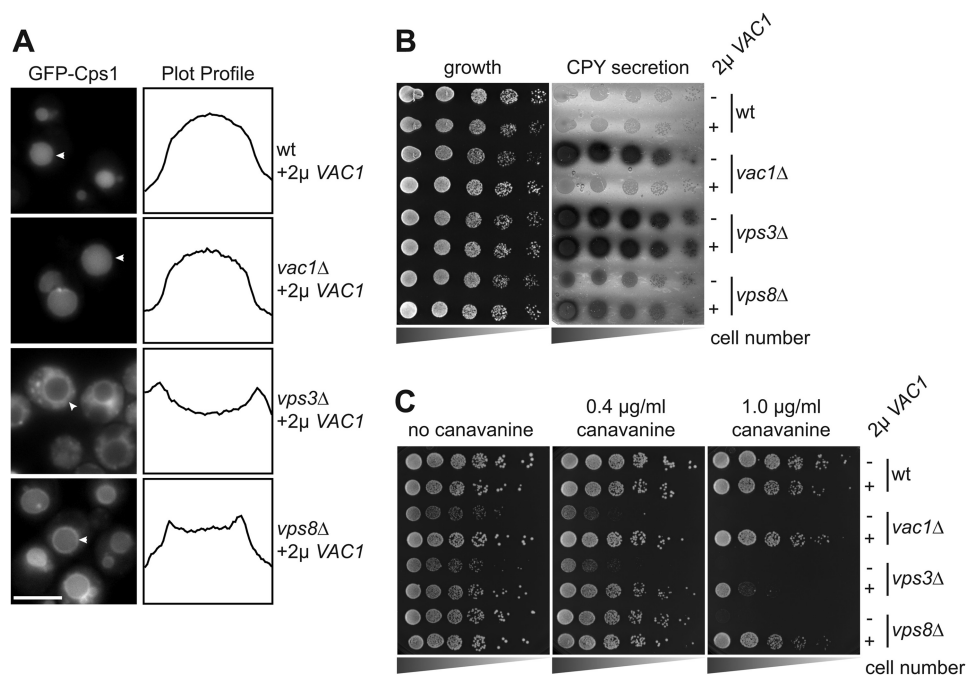 A
GFP-Cps1
Plot Profile
wt
+2µ VAC1
vac1Δ
+2µ VAC1
vps3Δ
+2µ VAC1
vps8Δ
+2µ VAC1
B
growth
CPY secretion
2µ VAC1
-
wt
+
-
vac1Δ
+
-
vps3Δ
+
-
vps8Δ
+
cell number
C
no canavanine
0.4 µg/ml
canavanine
1.0 µg/ml
canavanine
2µ VAC1
-
wt
+
-
vac1Δ
+
-
vps3Δ
+
-
vps8Δ
+
cell number